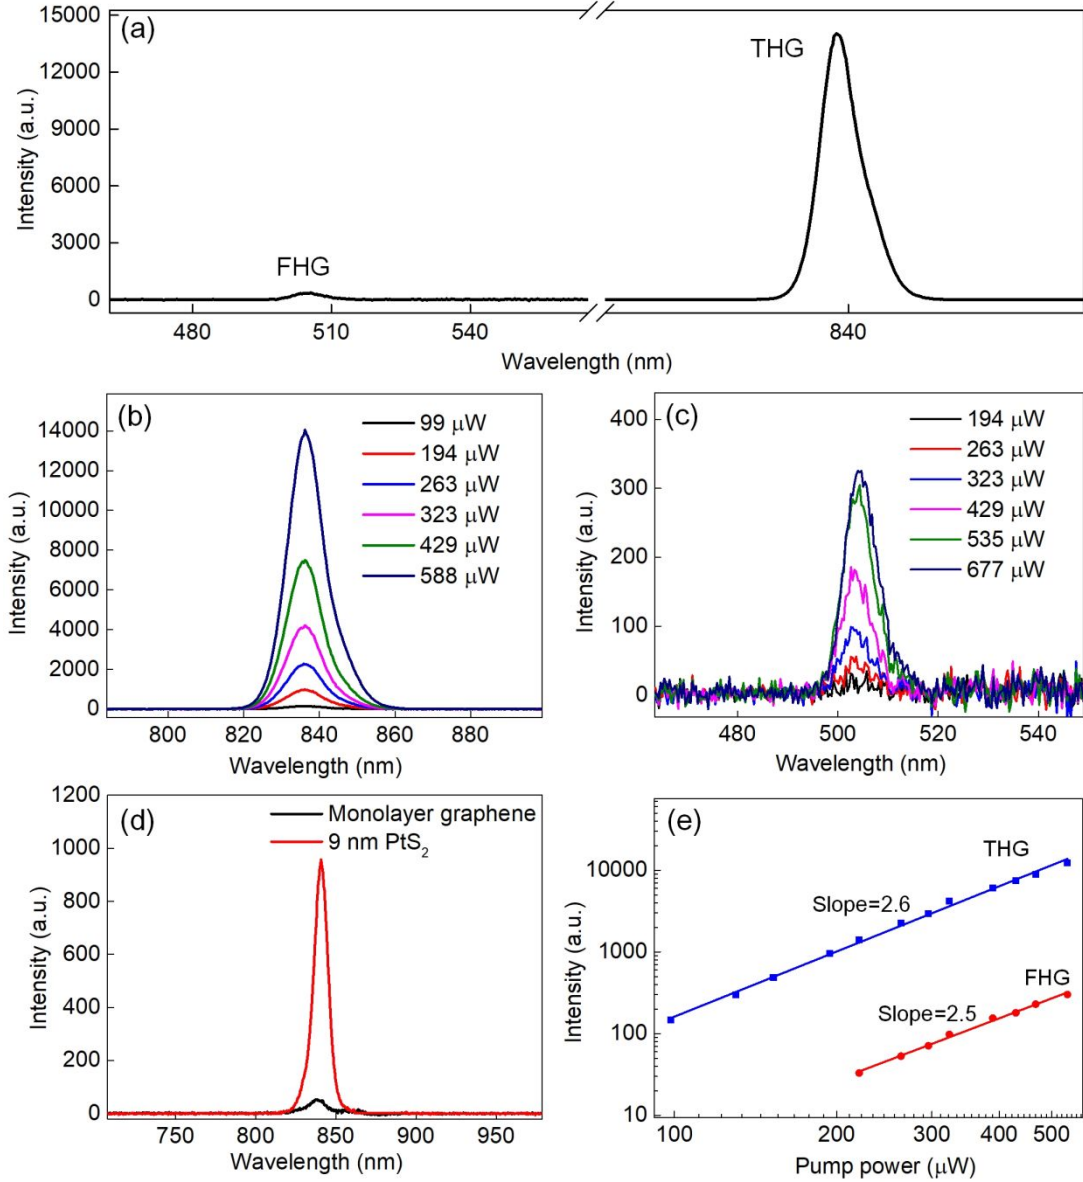 (a)
15000
12000
9000
6000
3000
0
Intensity (a.u.)
THG
FHG
480
510
540
840
Wavelength (nm)
(b)
14000
12000
10000
8000
6000
4000
2000
0
Intensity (a.u.)
99 μW
194 μW
263 μW
323 μW
429 μW
588 μW
800
820
840
860
880
Wavelength (nm)
(c)
400
300
200
100
0
Intensity (a.u.)
194 μW
263 μW
323 μW
429 μW
535 μW
677 μW
480
500
520
540
Wavelength (nm)
(d)
1200
1000
800
600
400
200
0
Intensity (a.u.)
Monolayer graphene
9 nm PtS₂
750
800
850
900
950
Wavelength (nm)
(e)
10000
1000
100
10
Intensity (a.u.)
THG
Slope=2.6
FHG
Slope=2.5
100
200
300
400
500
Pump power (μW)